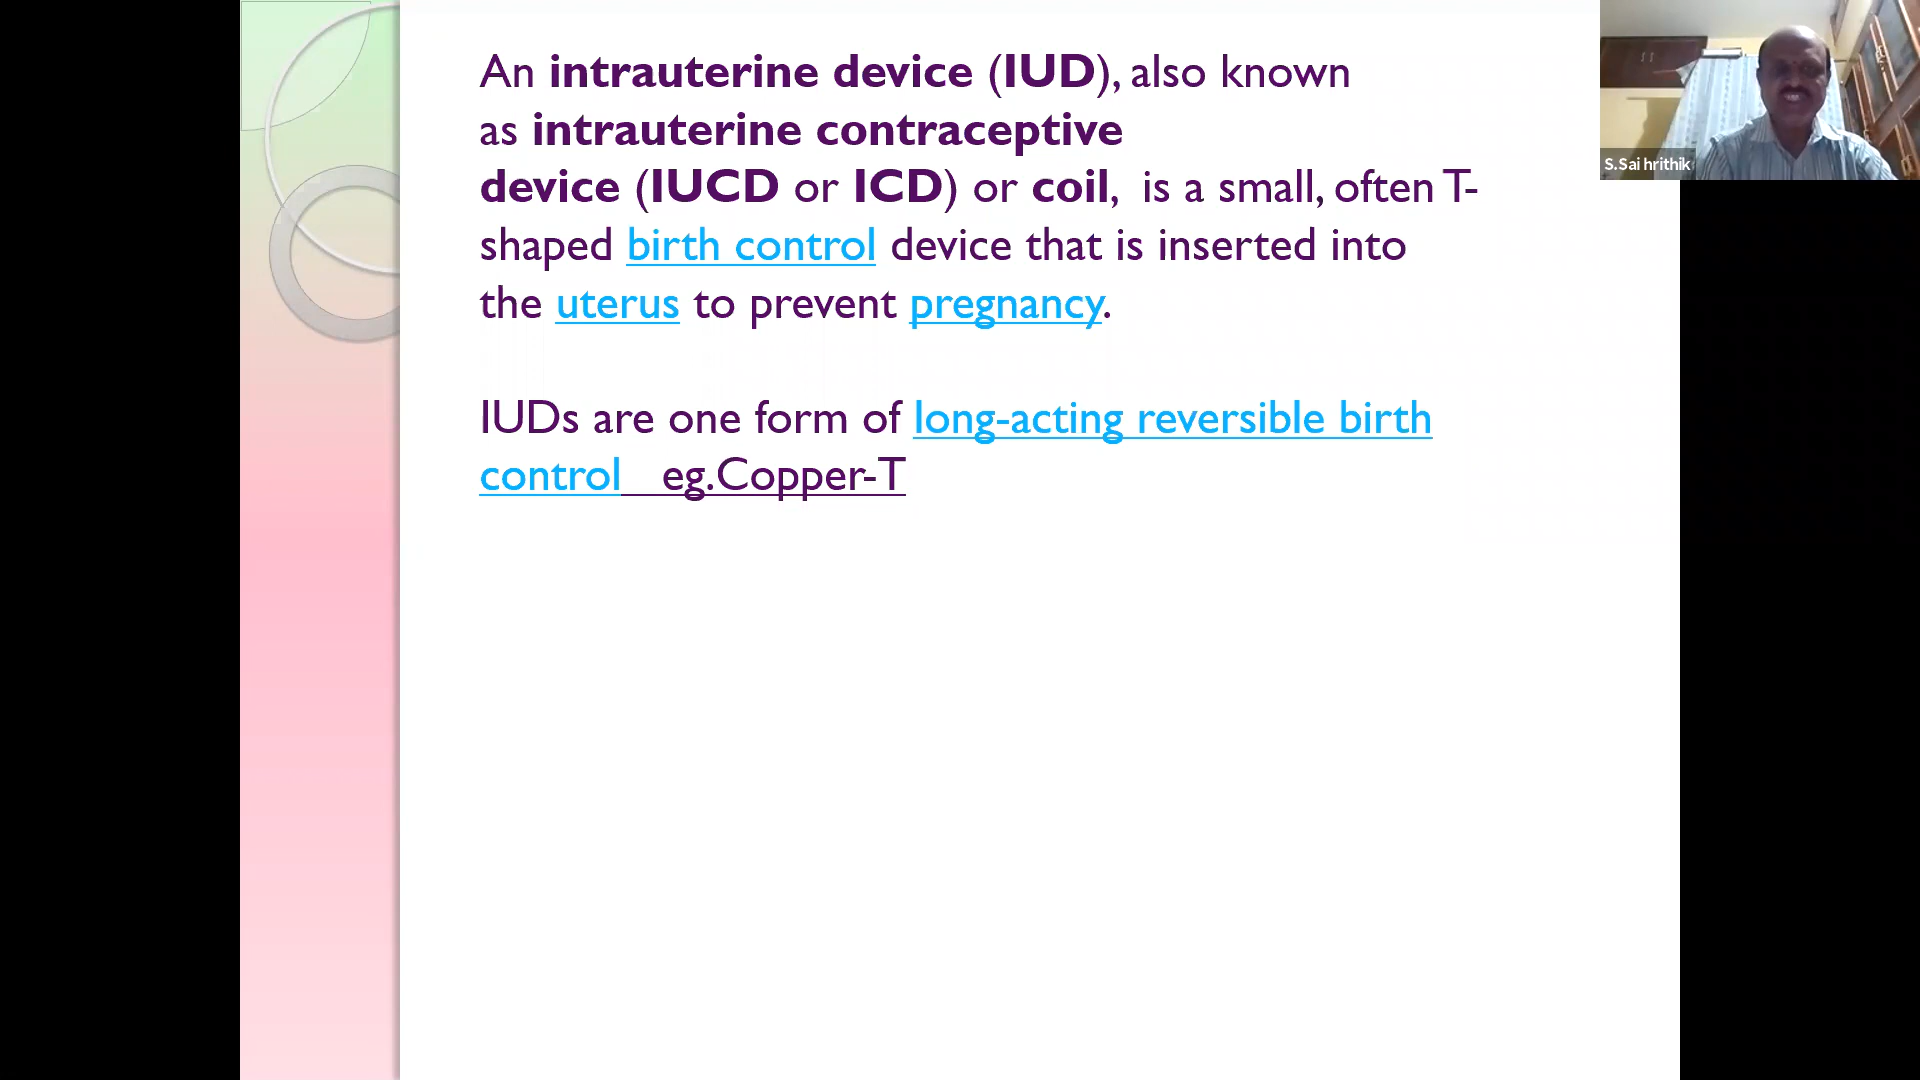 An intrauterine device (IUD), also known
as intrauterine contraceptive
device (IUCD or ICD) or coil,  is a small, often T-
shaped birth control device that is inserted into
the uterus to prevent pregnancy.
IUDs are one form of long-acting reversible birth
control   eg.Copper-T
S.Sai hrithik